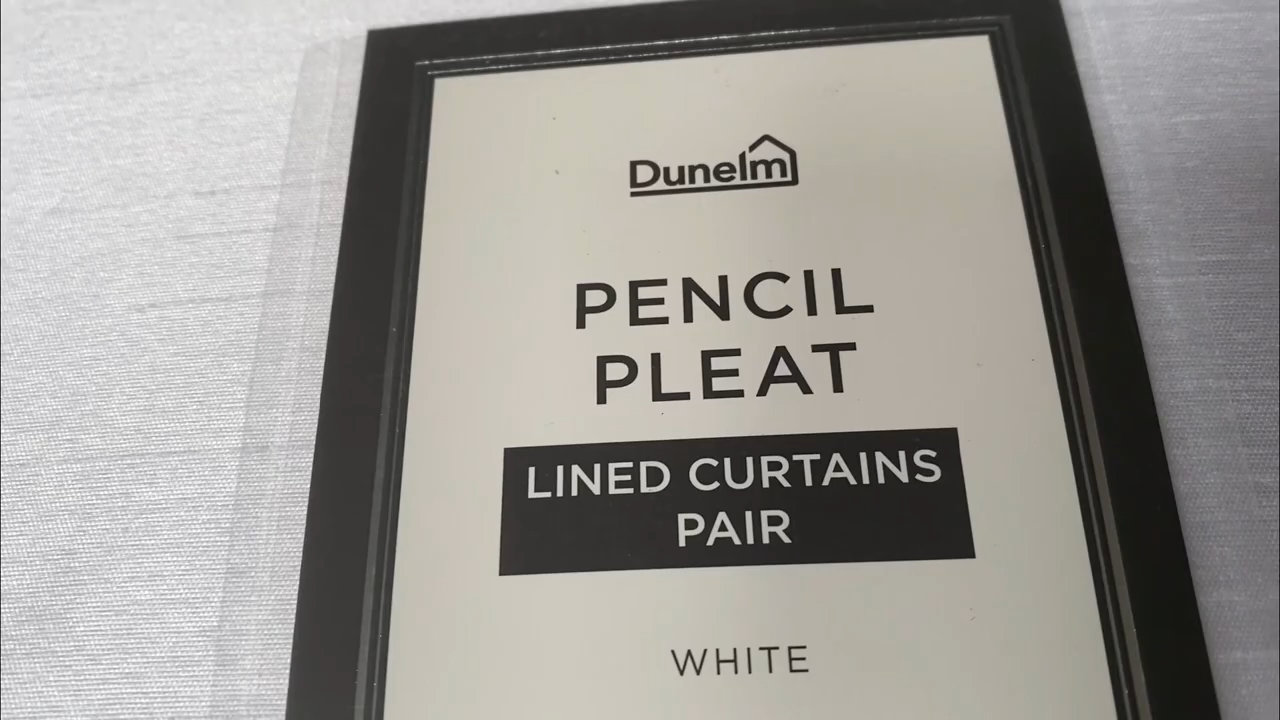 Dunelm
PENCIL
PLEAT
LINED CURTAINS
PAIR
WHITE